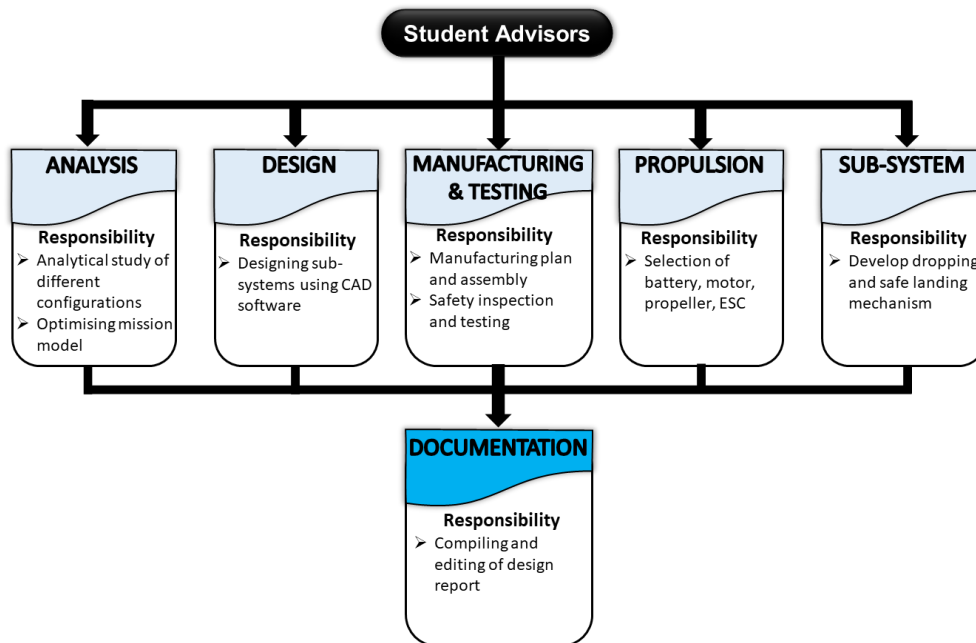 Student Advisors
ANALYSIS
Responsibility
➢ Analytical study of
different
configurations
➢ Optimising mission
model
DESIGN
Responsibility
➢ Designing sub-
systems using CAD
software
MANUFACTURING
& TESTING
Responsibility
➢ Manufacturing plan
and assembly
➢ Safety inspection
and testing
PROPULSION
Responsibility
➢ Selection of
battery, motor,
propeller, ESC
SUB-SYSTEM
Responsibility
➢ Develop dropping
and safe landing
mechanism
DOCUMENTATION
Responsibility
➢ Compiling and
editing of design
report